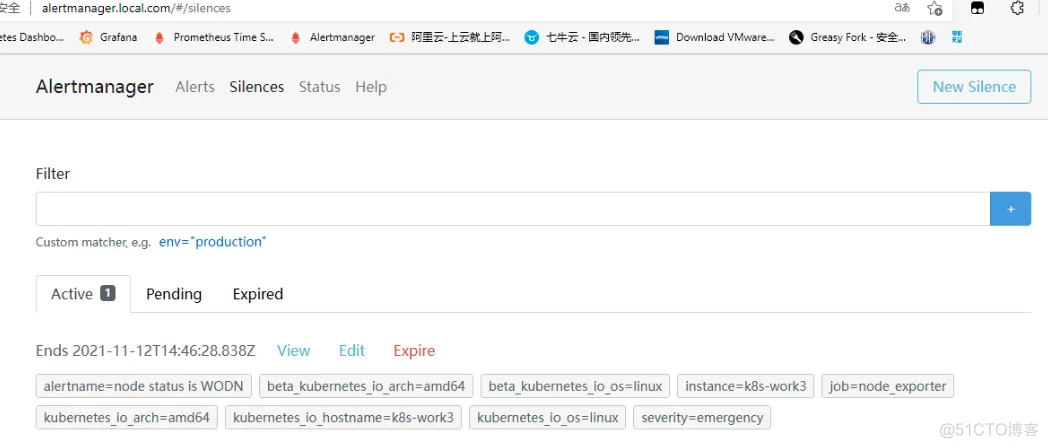 安全 alertmanager.local.com/#/silences
etes Dashbo... Grafana Prometheus Time S... Alertmanager 阿里云-上云就上阿... 七牛云 - 国内领先... Download VMware... Greasy Fork - 安全...
Alertmanager Alerts Silences Status Help New Silence
Filter
+
Custom matcher, e.g. env="production"
Active 1 Pending Expired
Ends 2021-11-12T14:46:28.838Z View Edit Expire
alertname=node status is WODN beta_kubernetes_io_arch=amd64 beta_kubernetes_io_os=linux instance=k8s-work3 job=node_exporter
kubernetes_io_arch=amd64 kubernetes_io_hostname=k8s-work3 kubernetes_io_os=linux severity=emergency
@51CTO博客